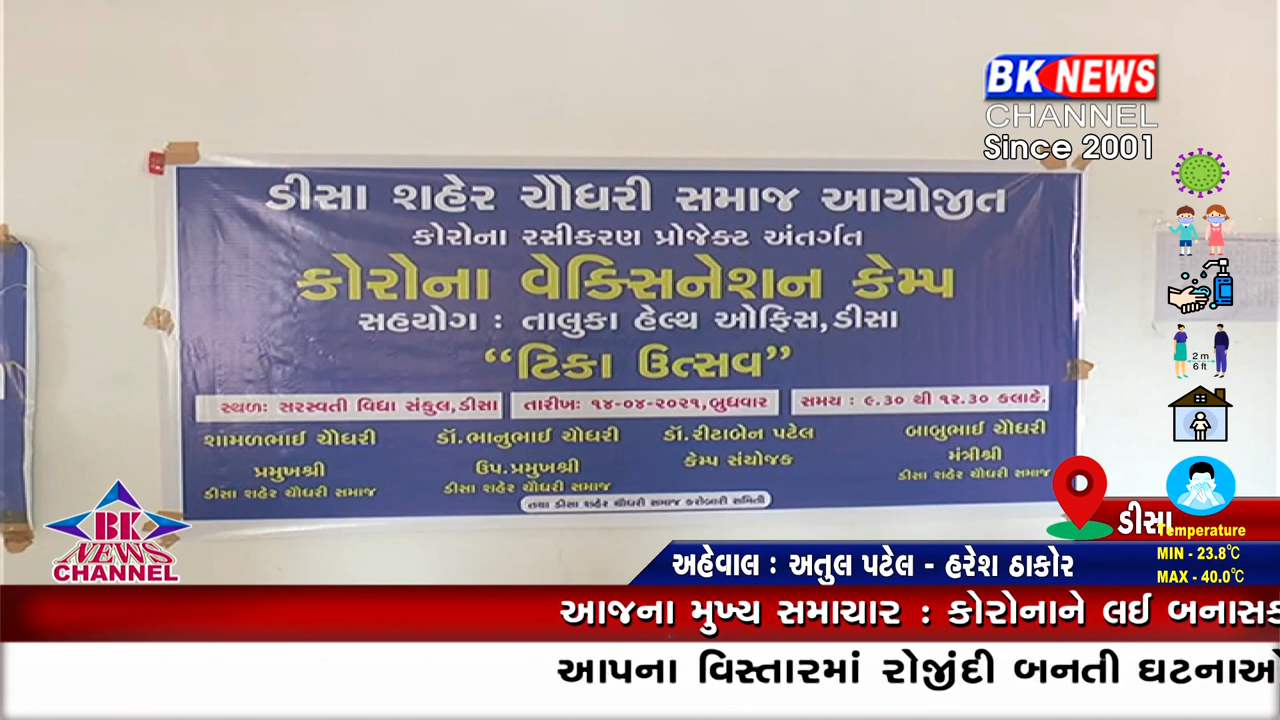 BK NEWS
CHANNEL
Since 2001
ડીસા શહેર ચૌધરી સમાજ આયોજીત
કોરોના રસીકરણ પ્રોજેક્ટ અંતર્ગત
કોરોના વેક્સિનેશન કેમ્પ
સહયોગ : તાલુકા હેલ્થ ઓફિસ,ડીસા
“ટિકા ઉત્સવ”
સ્થળઃ સરસ્વતી વિદ્યા સંકુલ,ડીસા
તારીખઃ ૧૪-૦૪-૨૦૨૧,બુધવાર
સમય : ૯.૩૦ થી ૧૨.૩૦ કલાકે.
શામળભાઈ ચૌધરી
ડૉ.ભાનુભાઈ ચૌધરી
ડૉ.રીટાબેન પટેલ
બાબુભાઈ ચૌધરી
પ્રમુખશ્રી
ઉપ.પ્રમુખશ્રી
કેમ્પ સંયોજક
મંત્રીશ્રી
ડીસા શહેર ચૌધરી સમાજ
ડીસા શહેર ચૌધરી સમાજ
ડીસા શહેર ચૌધરી સમાજ
તથા ડીસા શહેર ચૌધરી સમાજ કારોબારી સમિતી
2 m
6 ft
BK
NEWS
CHANNEL
ડીસા
Temperature
MIN - 23.8℃
MAX - 40.0℃
અહેવાલ : અતુલ પટેલ - હરેશ ઠાકોર
આજના મુખ્ય સમાચાર : કોરોનાને લઈ બનાસક
આપના વિસ્તારમાં રોજીંદી બનતી ઘટનાઓ